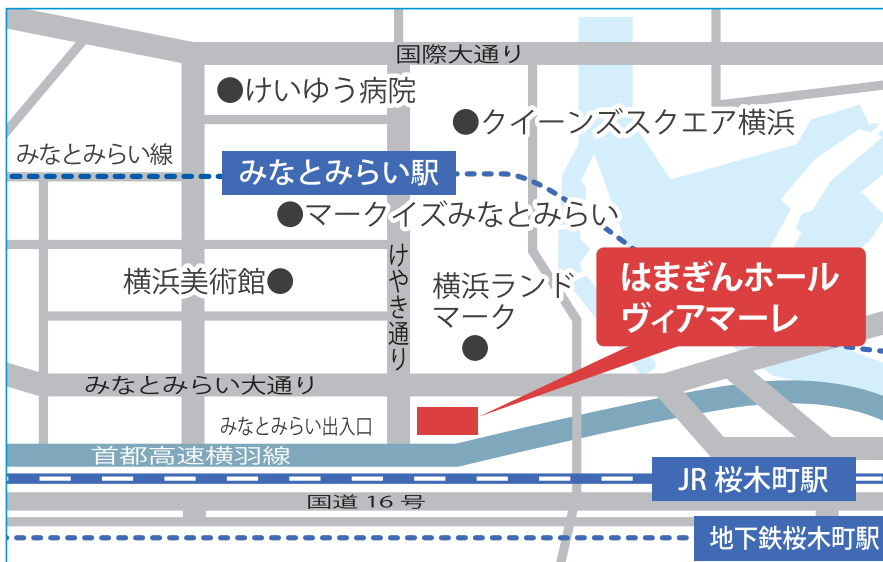 国際大通り
けいゆう病院
クイーンズスクエア横浜
みなとみらい線
みなとみらい駅
マークイズみなとみらい
けやき通り
横浜美術館
横浜ランド
マーク
はまぎんホール
ヴィアマーレ
みなとみらい大通り
みなとみらい出入口
首都高速横羽線
JR 桜木町駅
国道 16 号
地下鉄桜木町駅